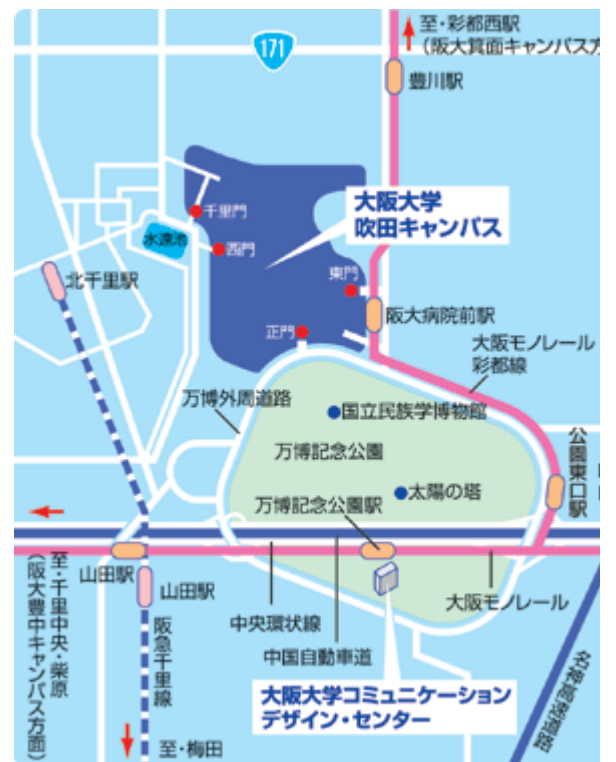 至・彩都西駅
(阪大箕面キャンパス方
171
豊川駅
千里門
大阪大学
吹田キャンパス
水遠池
西門
北千里駅
東門
阪大病院前駅
正門
大阪モノレール
彩都線
万博外周道路
国立民族学博物館
万博記念公園
公園東口駅
太陽の塔
万博記念公園駅
山田駅
山田駅
大阪モノレール
中央環状線
中国自動車道
至・千里中央・柴原
(阪大豊中キャンパス方面)
阪急千里線
大阪大学コミュニケーション
デザイン・センター
名神高速道路
至・梅田